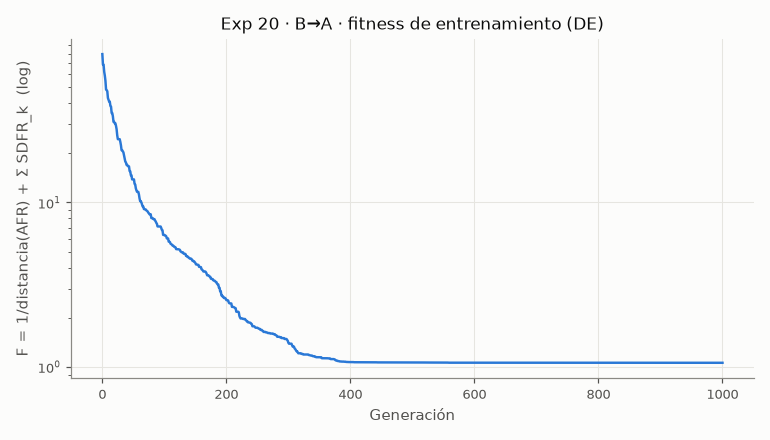 Exp 20 · B→A · fitness de entrenamiento (DE)
F = 1/distancia(AFR) + Σ SDFR_k (log)
10¹
10⁰
0 200 400 600 800 1000
Generación